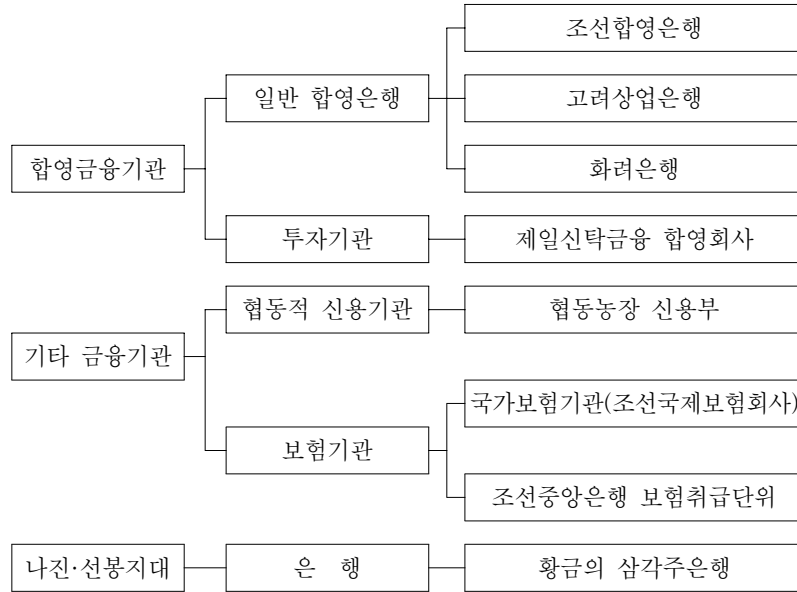 조선합영은행
일반 합영은행
고려상업은행
합영금융기관
화려은행
투자기관
제일신탁금융 합영회사
협동적 신용기관
협동농장 신용부
기타 금융기관
국가보험기관(조선국제보험회사)
보험기관
조선중앙은행 보험취급단위
나진·선봉지대
은 행
황금의 삼각주은행